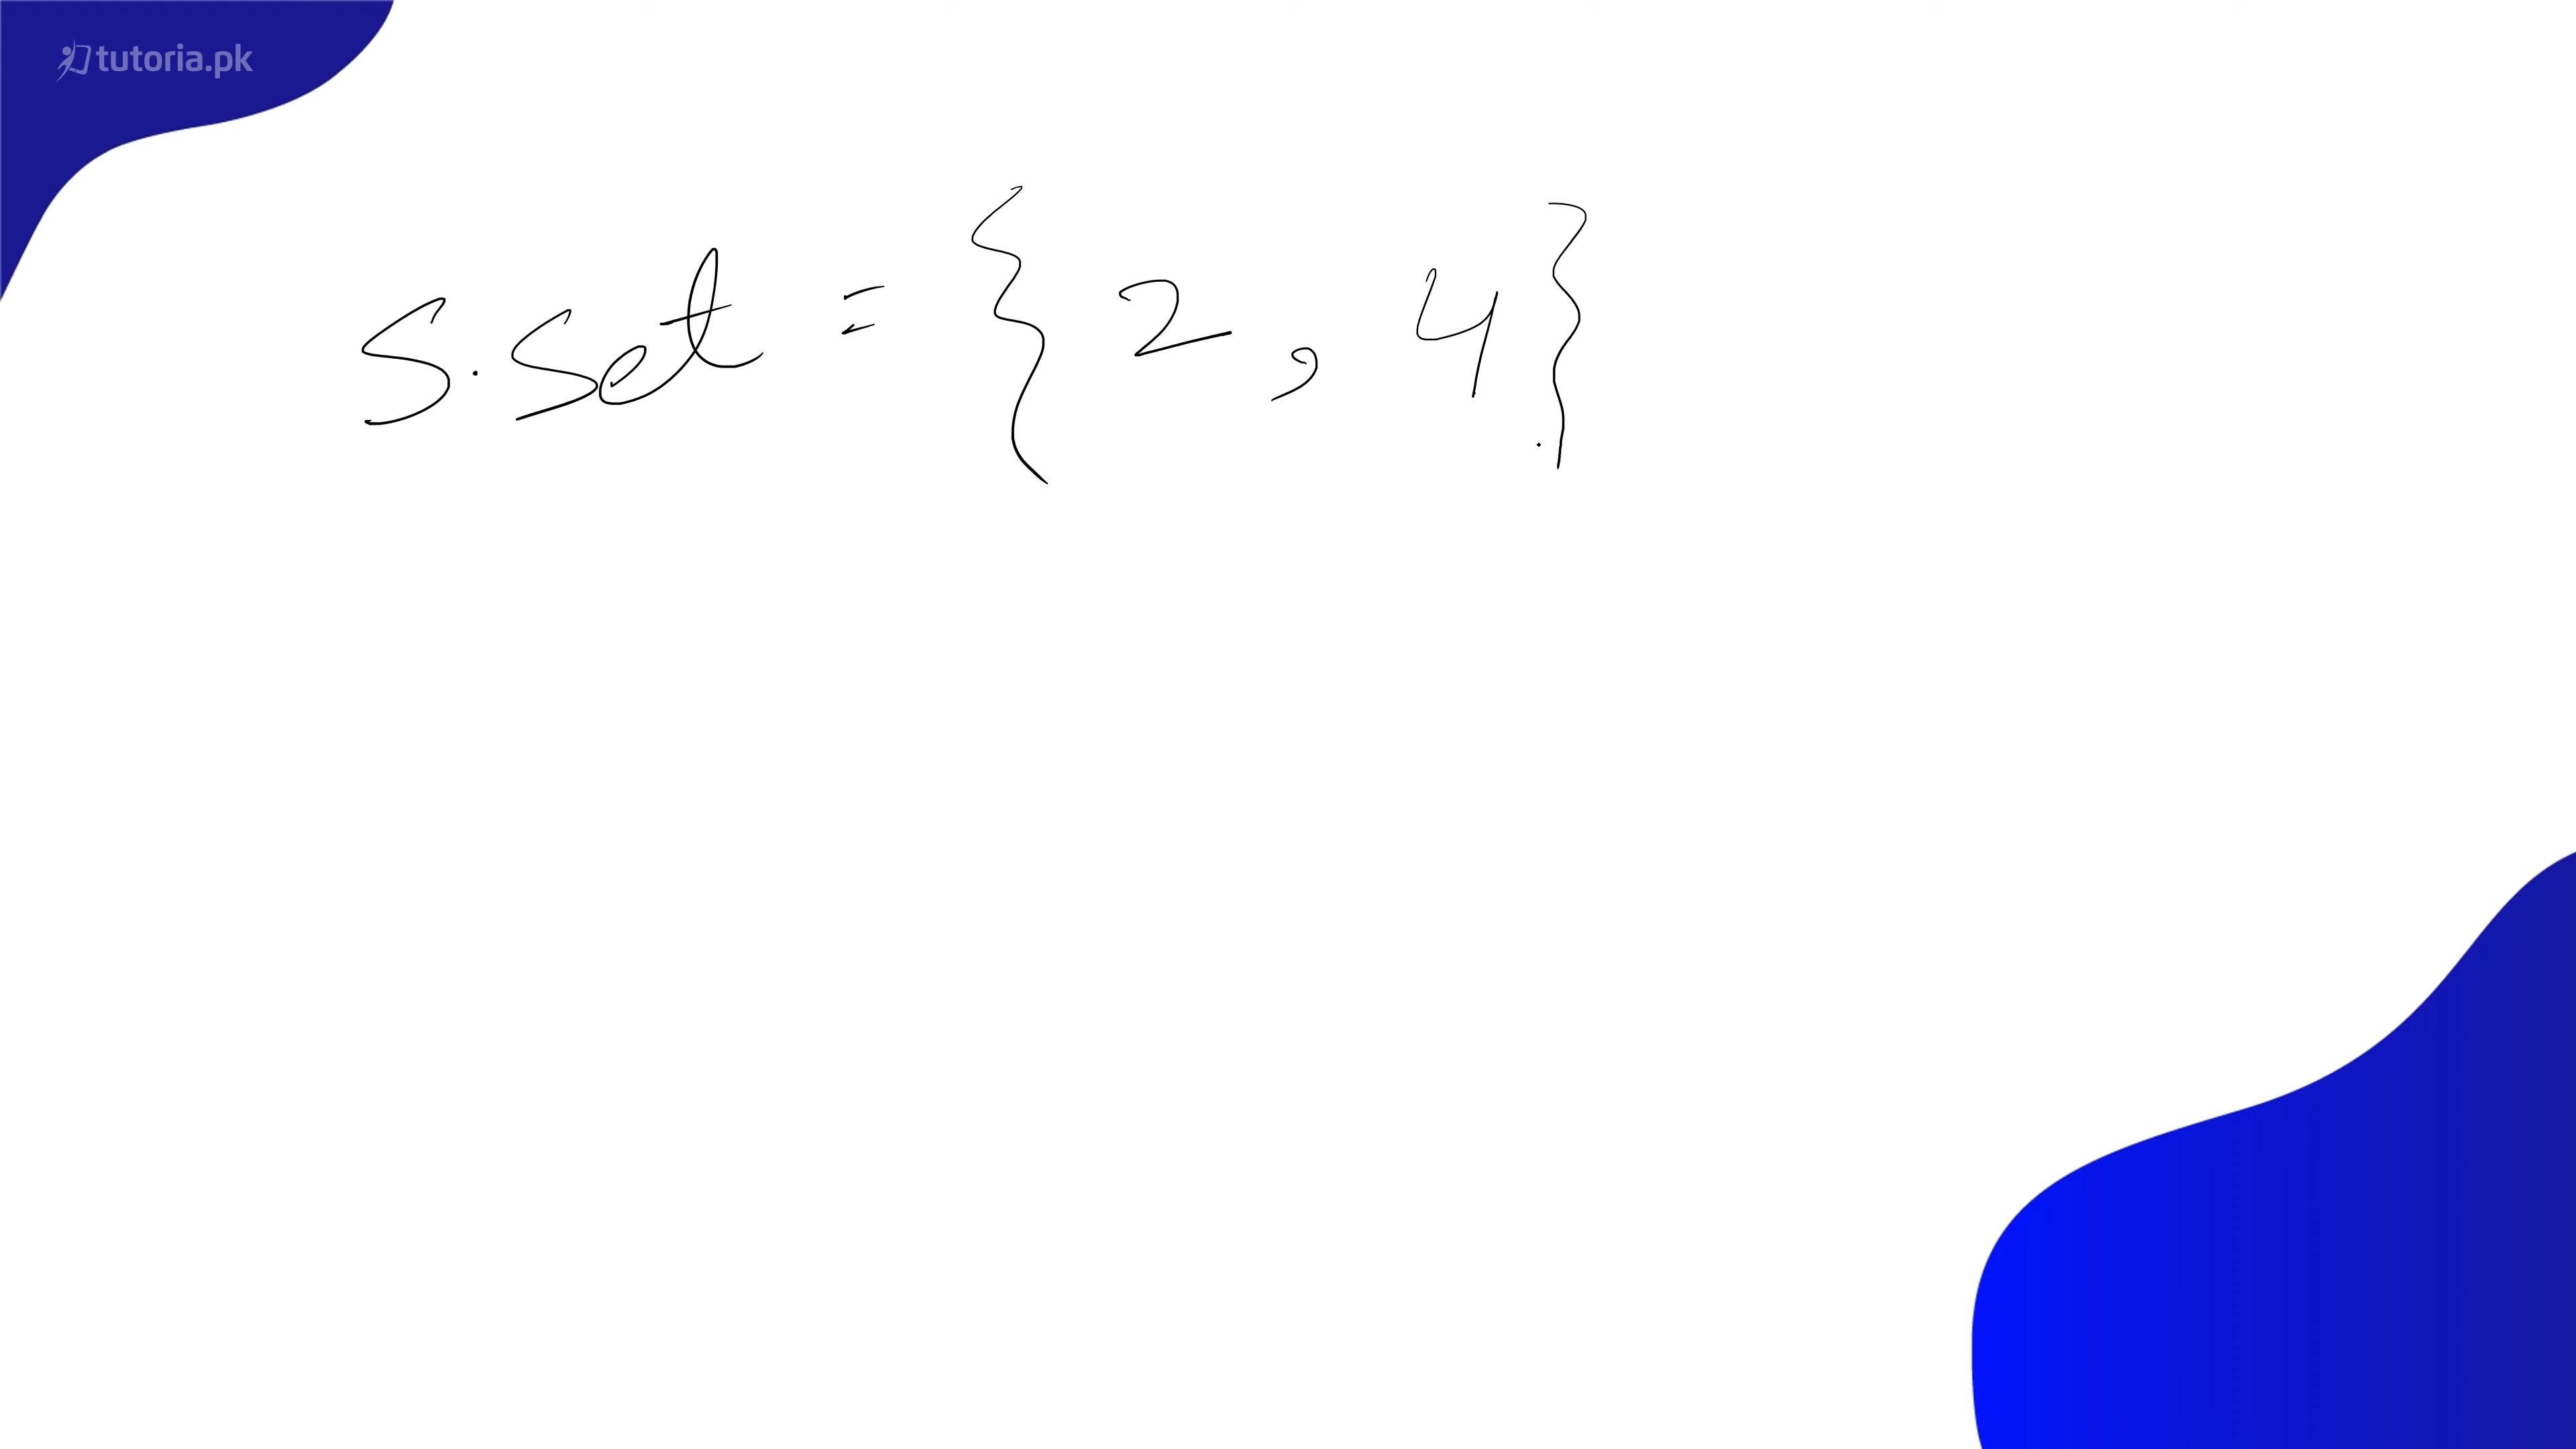 tutoria.pk
S.Set = { 2 , 4 }